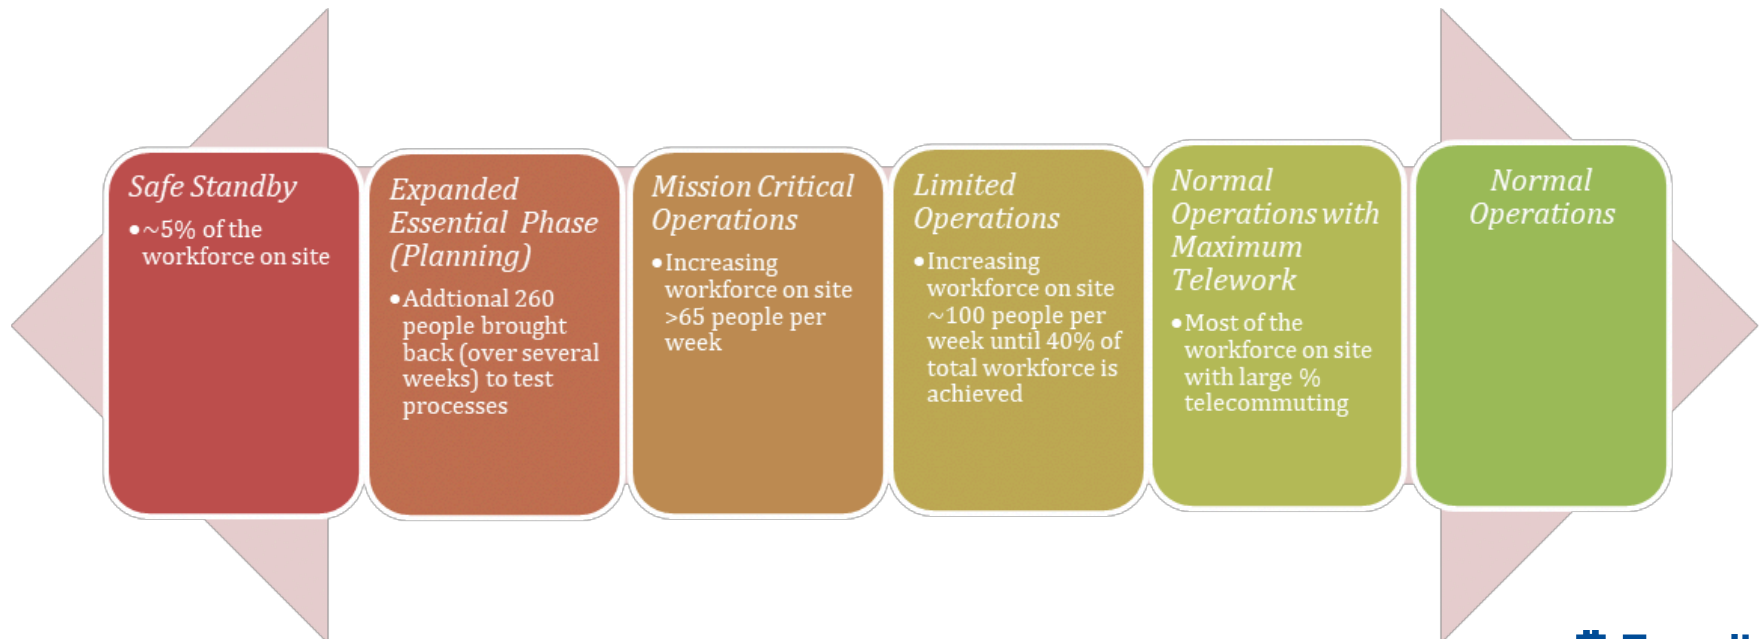 Safe Standby
•~5% of the
workforce on site
Expanded
Essential Phase
(Planning)
•Addtional 260
people brought
back (over several
weeks) to test
processes
Mission Critical
Operations
•Increasing
workforce on site
>65 people per
week
Limited
Operations
•Increasing
workforce on site
~100 people per
week until 40% of
total workforce is
achieved
Normal
Operations with
Maximum
Telework
•Most of the
workforce on site
with large %
telecommuting
Normal
Operations